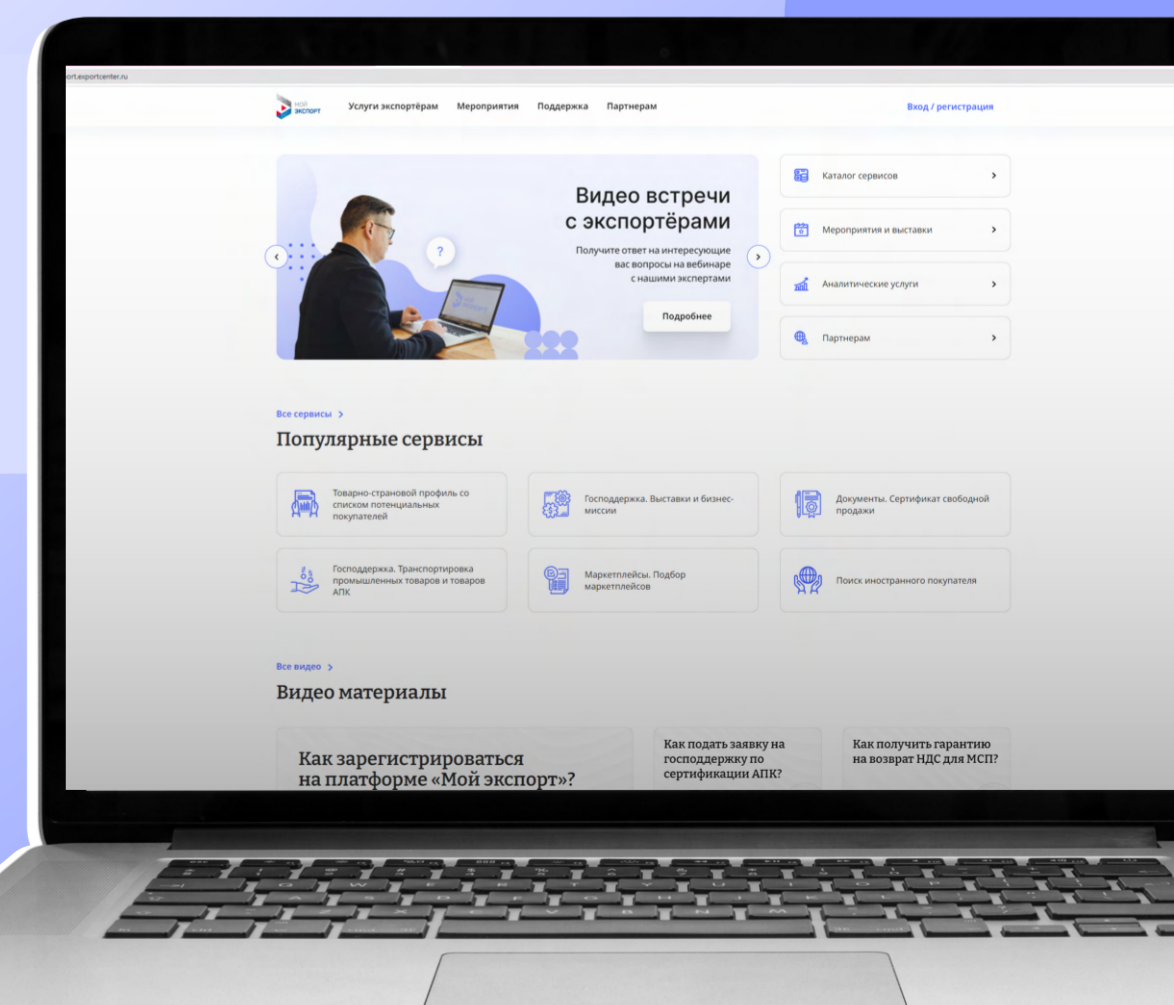 ort.exportcenter.ru
МОЙ
ЭКСПОРТ
Услуги экспортёрам
Мероприятия
Поддержка
Партнерам
Вход / регистрация
Видео встречи
с экспортёрами
Получите ответ на интересующие
вас вопросы на вебинаре
с нашими экспертами
Подробнее
?
Каталог сервисов
Мероприятия и выставки
Аналитические услуги
Партнерам
Все сервисы
Популярные сервисы
Товарно-страновой профиль со
списком потенциальных
покупателей
Господдержка. Выставки и бизнес-
миссии
Документы. Сертификат свободной
продажи
Господдержка. Транспортировка
промышленных товаров и товаров
АПК
Маркетплейсы. Подбор
маркетплейсов
Поиск иностранного покупателя
Все видео
Видео материалы
Как зарегистрироваться
на платформе «Мой экспорт»?
Как подать заявку на
господдержку по
сертификации АПК?
Как получить гарантию
на возврат НДС для МСП?